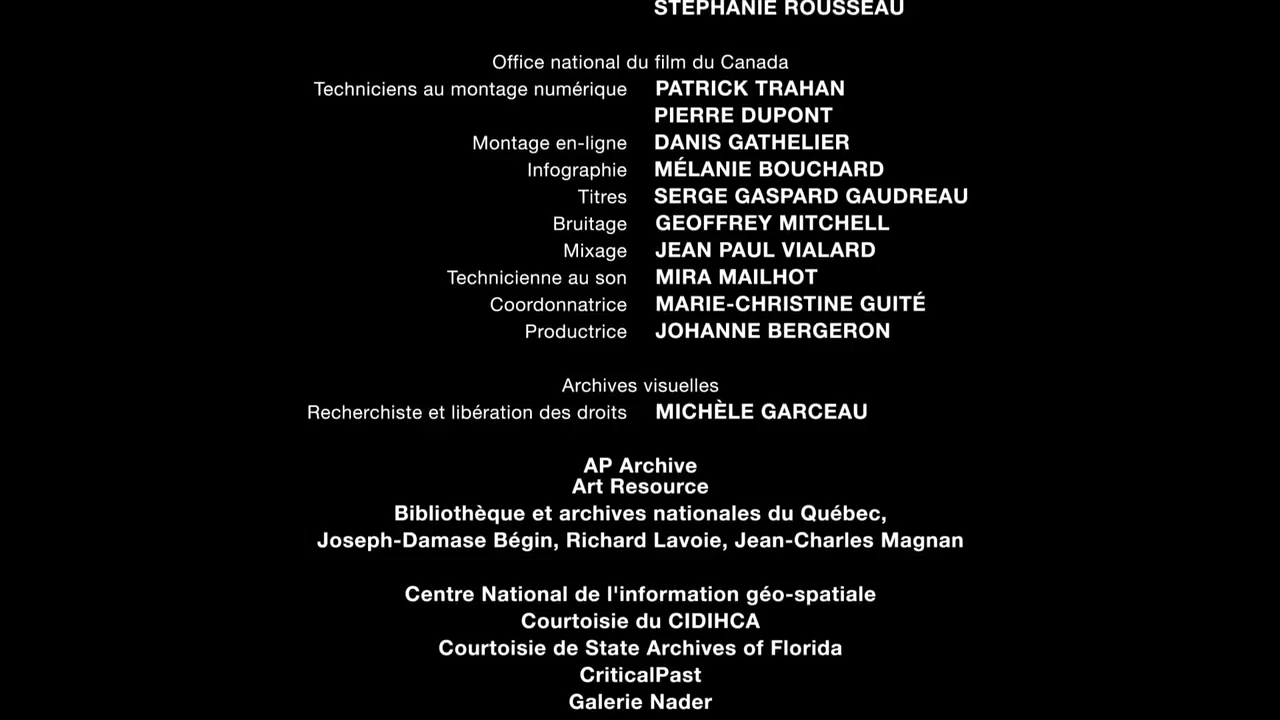 STÉPHANIE ROUSSEAU
Office national du film du Canada
Techniciens au montage numérique PATRICK TRAHAN
PIERRE DUPONT
Montage en-ligne DANIS GATHELIER
Infographie MÉLANIE BOUCHARD
Titres SERGE GASPARD GAUDREAU
Bruitage GEOFFREY MITCHELL
Mixage JEAN PAUL VIALARD
Technicienne au son MIRA MAILHOT
Coordonnatrice MARIE-CHRISTINE GUITÉ
Productrice JOHANNE BERGERON
Archives visuelles
Recherchiste et libération des droits MICHÈLE GARCEAU
AP Archive
Art Resource
Bibliothèque et archives nationales du Québec,
Joseph-Damase Bégin, Richard Lavoie, Jean-Charles Magnan
Centre National de l'information géo-spatiale
Courtoisie du CIDIHCA
Courtoisie de State Archives of Florida
CriticalPast
Galerie Nader